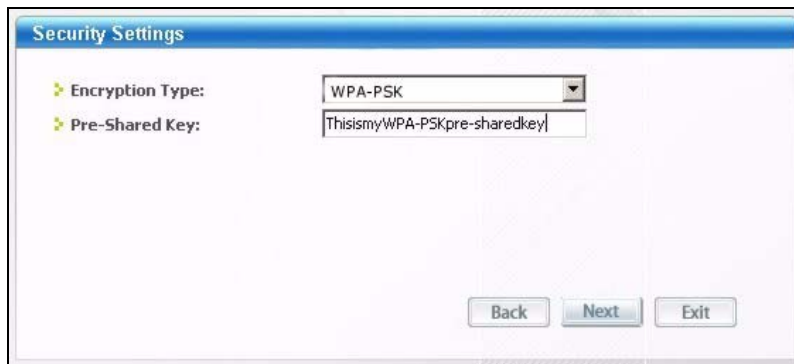 Security Settings
Encryption Type: WPA-PSK
Pre-Shared Key: ThisismyWPA-PSKpre-sharedkey
Back Next Exit